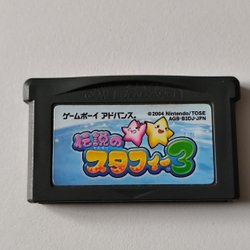 ゲームボーイ アドバンス
©2004 Nintendo/TOSE
AGB-B3DJ-JPN
伝説の
スタフィー3